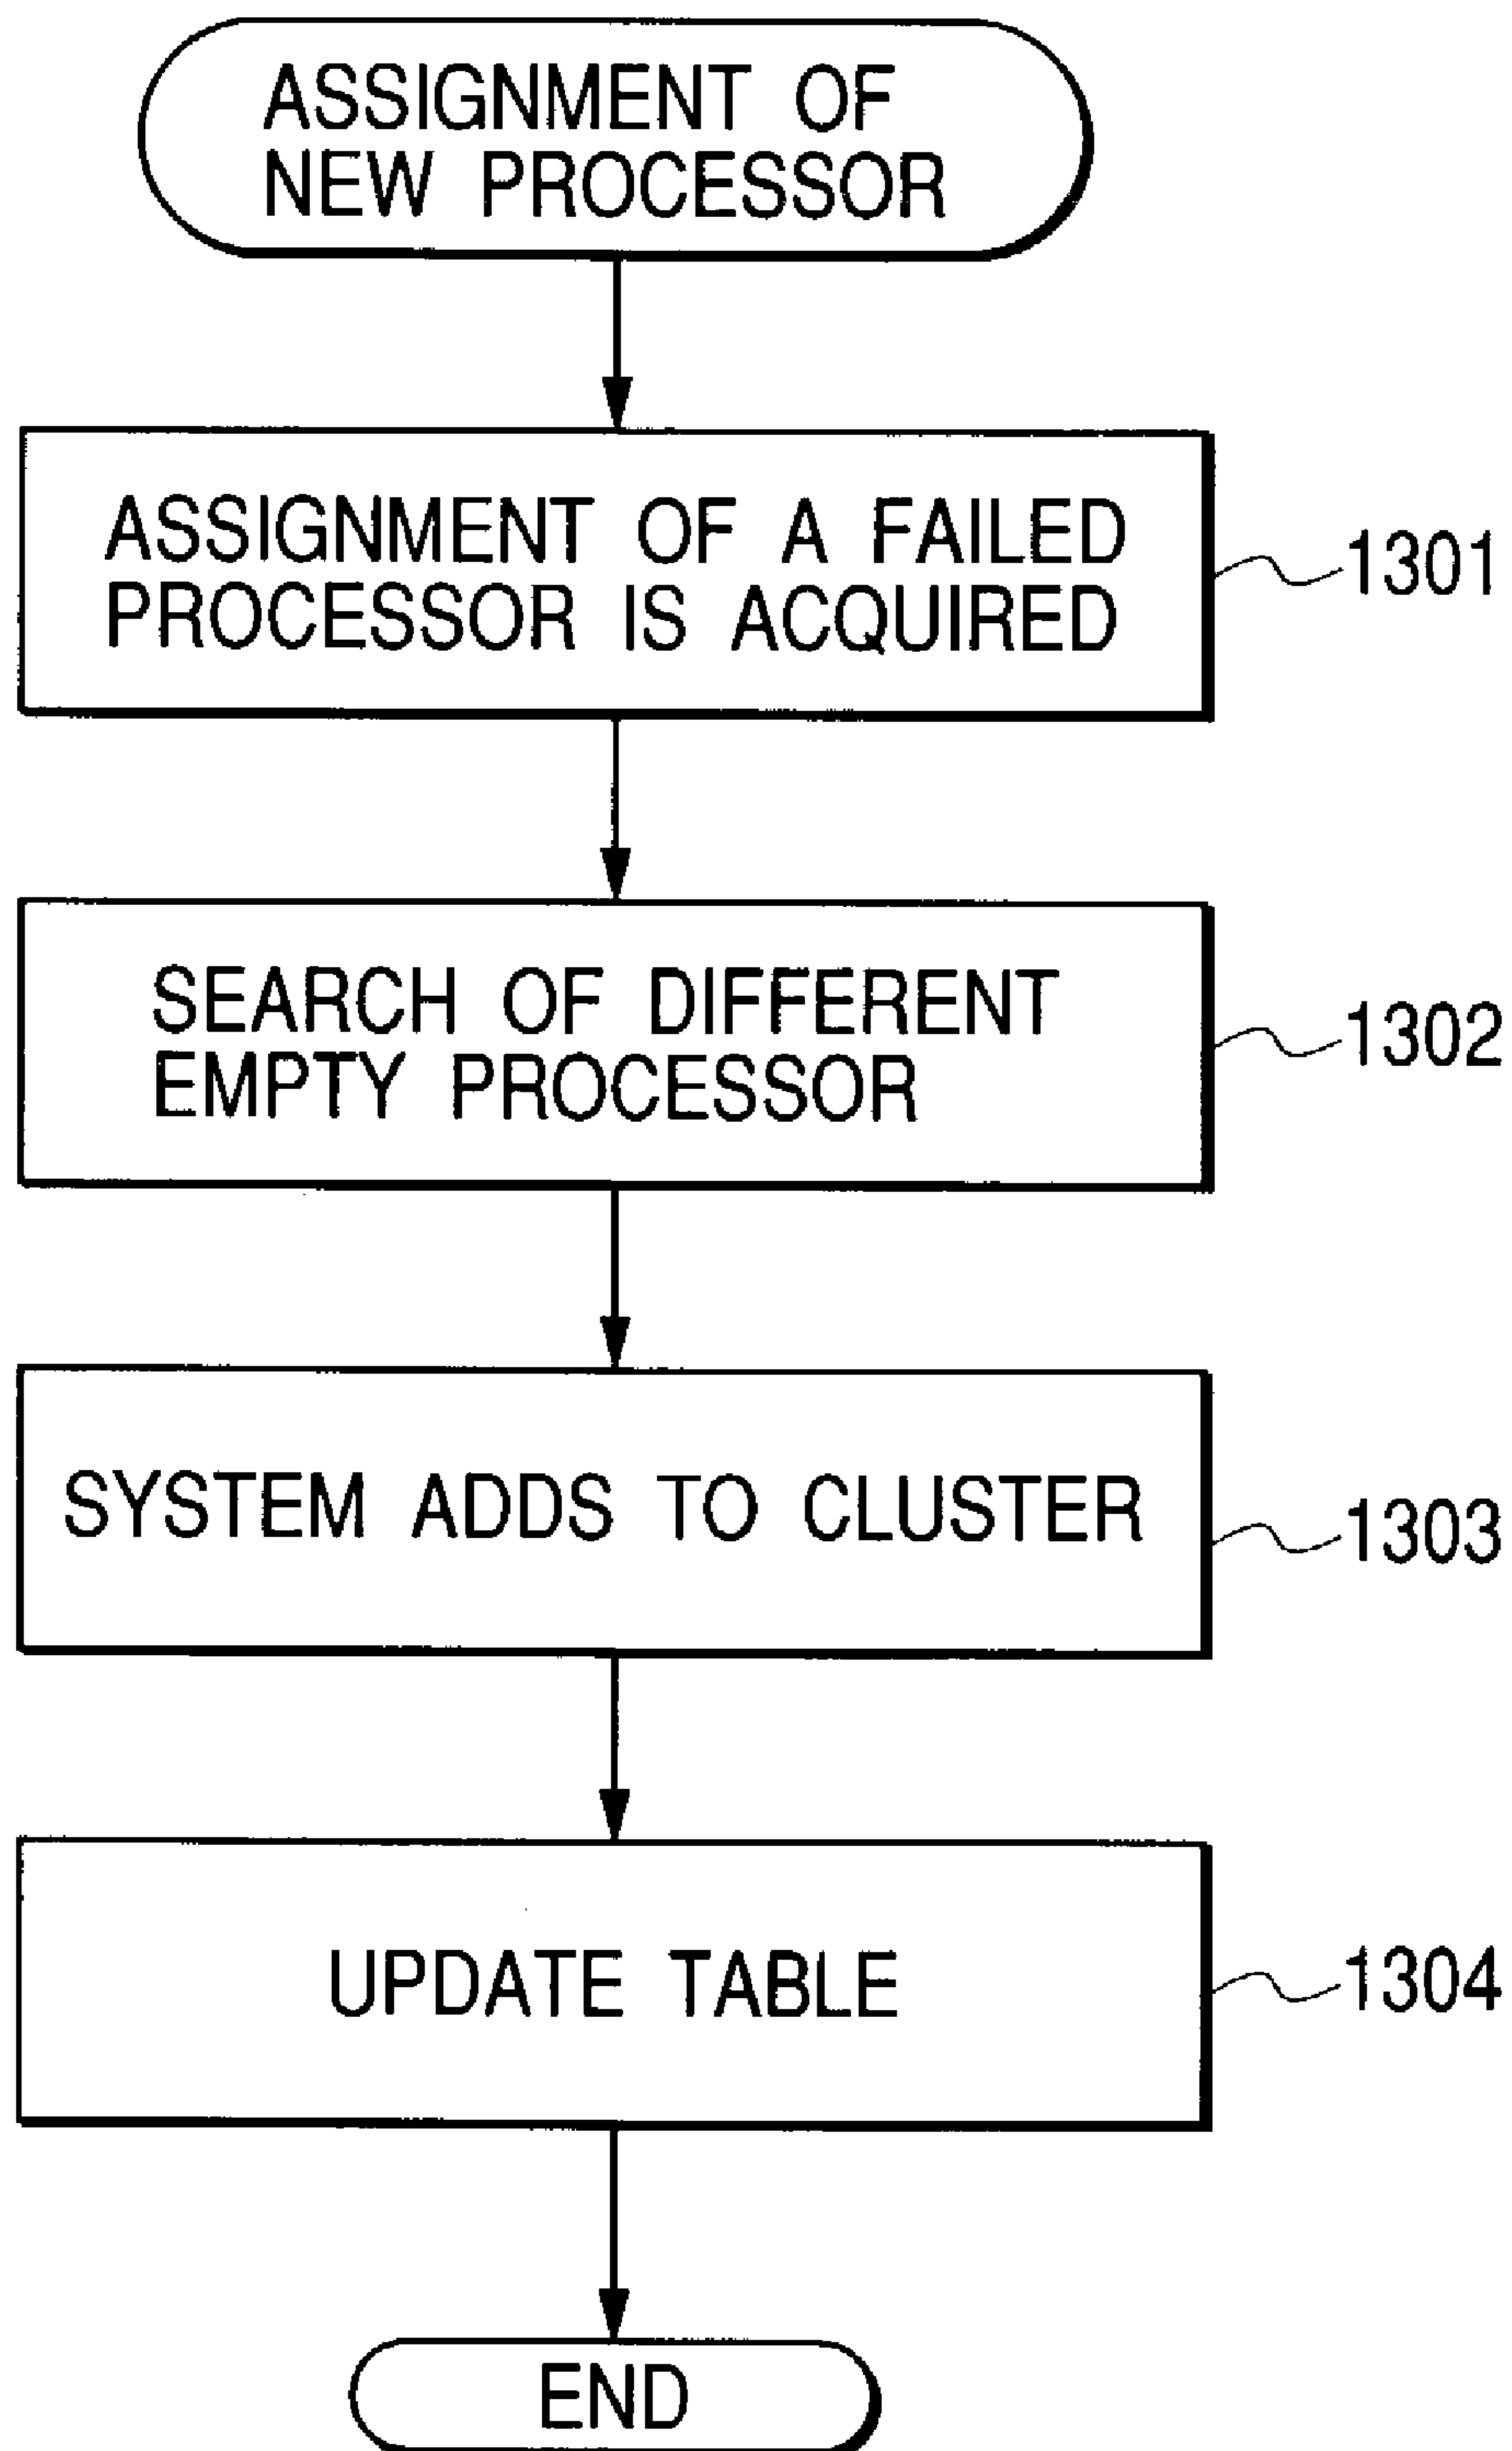 ASSIGNMENT OF
NEW PROCESSOR
ASSIGNMENT OF A FAILED
PROCESSOR IS ACQUIRED
1301
SEARCH OF DIFFERENT
EMPTY PROCESSOR
1302
SYSTEM ADDS TO CLUSTER
1303
UPDATE TABLE
1304
END